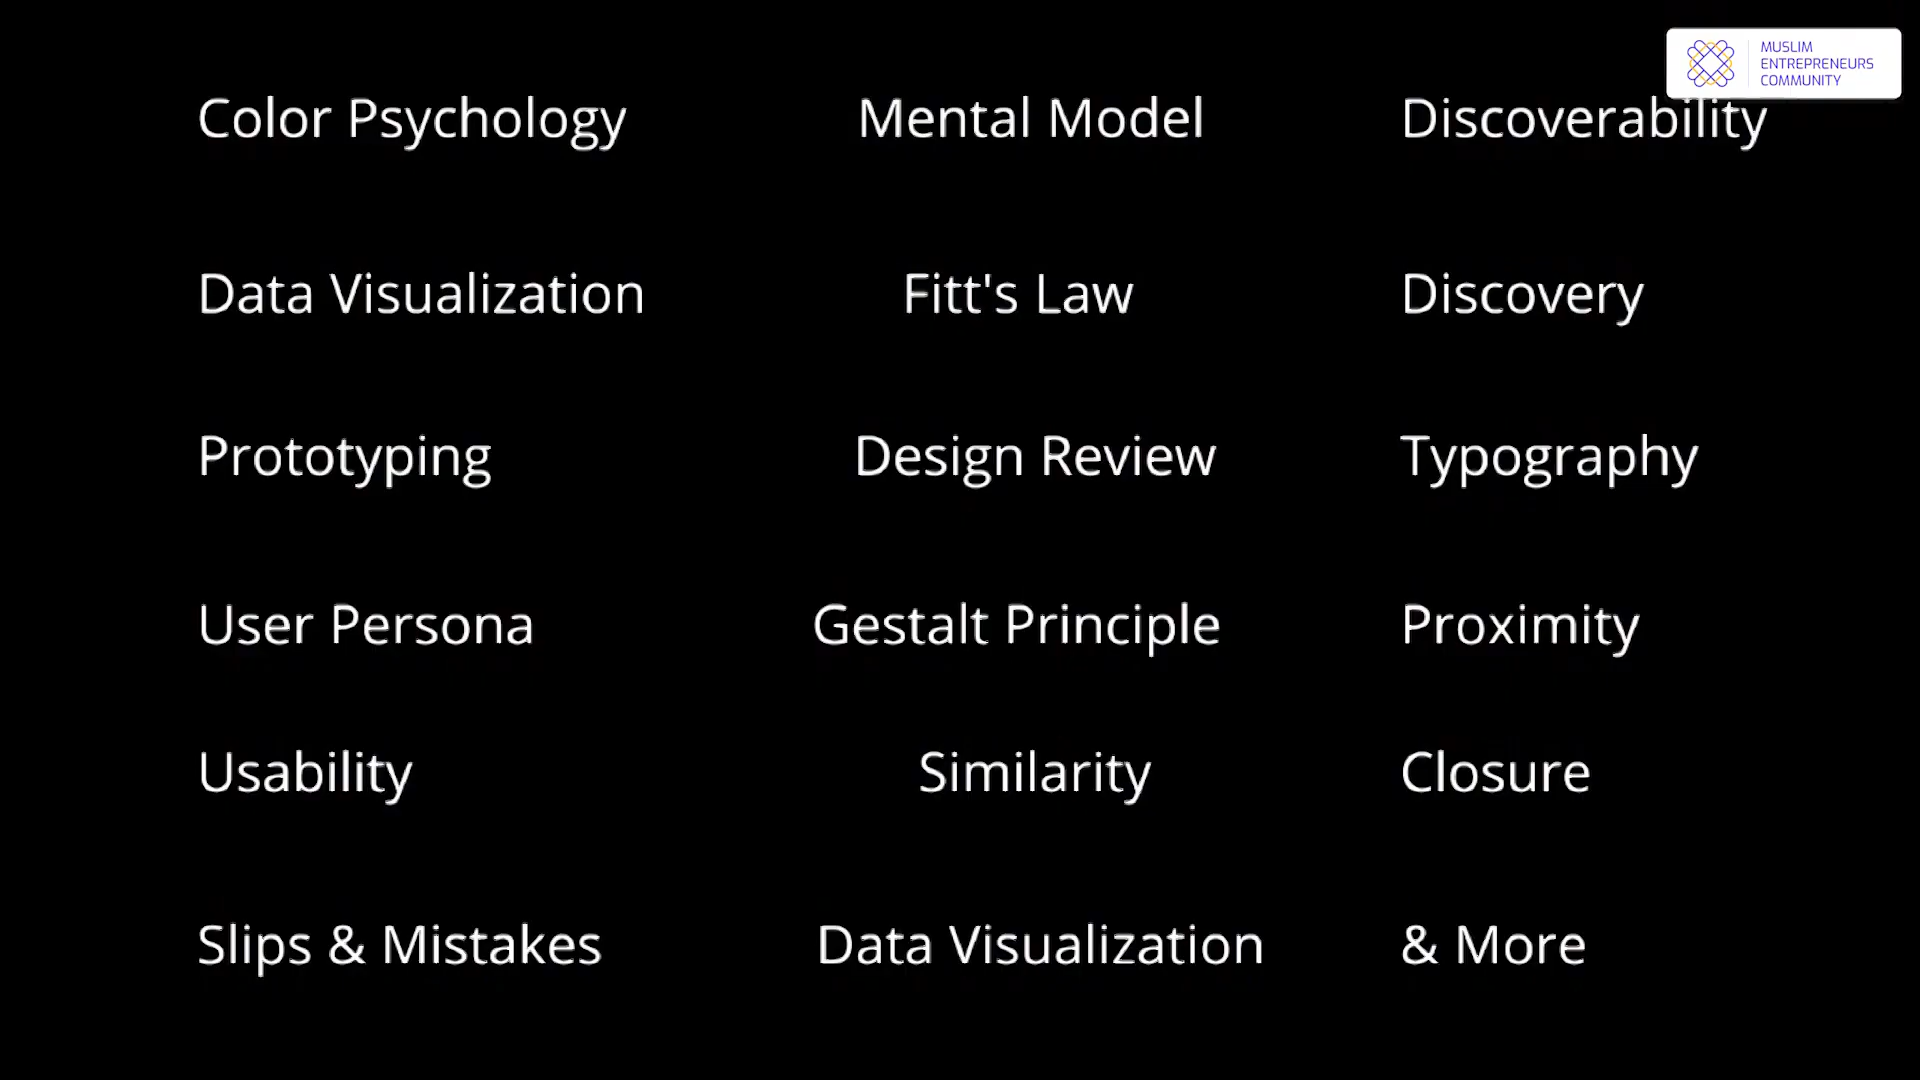 MUSLIM
ENTREPRENEURS
COMMUNITY
Color Psychology
Mental Model
Discoverability
Data Visualization
Fitt's Law
Discovery
Prototyping
Design Review
Typography
User Persona
Gestalt Principle
Proximity
Usability
Similarity
Closure
Slips & Mistakes
Data Visualization
& More